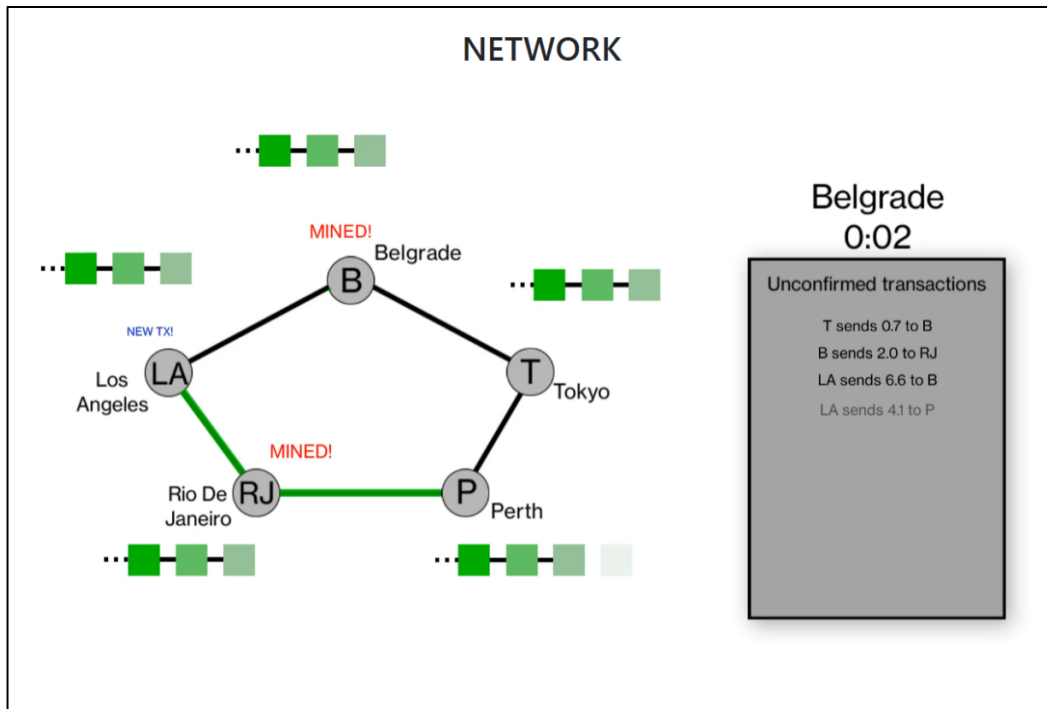 NETWORK
MINED!
Belgrade
B
NEW TX!
LA
Los
Angeles
T
Tokyo
MINED!
Rio De
Janeiro
RJ
P
Perth
Belgrade
0:02
Unconfirmed transactions
T sends 0.7 to B
B sends 2.0 to RJ
LA sends 6.6 to B
LA sends 4.1 to P